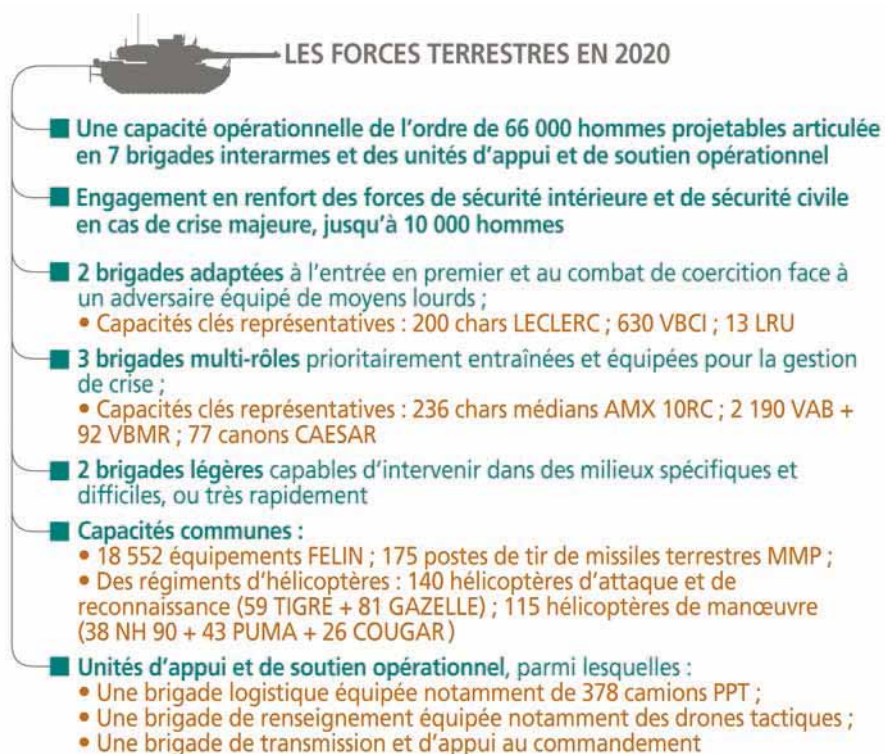 LES FORCES TERRESTRES EN 2020
Une capacité opérationnelle de l'ordre de 66 000 hommes projetables articulée
en 7 brigades interarmes et des unités d'appui et de soutien opérationnel
Engagement en renfort des forces de sécurité intérieure et de sécurité civile
en cas de crise majeure, jusqu'à 10 000 hommes
2 brigades adaptées à l'entrée en premier et au combat de coercition face à
un adversaire équipé de moyens lourds ;
• Capacités clés représentatives : 200 chars LECLERC ; 630 VBCI ; 13 LRU
3 brigades multi-rôles prioritairement entraînées et équipées pour la gestion
de crise ;
• Capacités clés représentatives : 236 chars médians AMX 10RC ; 2 190 VAB +
92 VBMR ; 77 canons CAESAR
2 brigades légères capables d'intervenir dans des milieux spécifiques et
difficiles, ou très rapidement
Capacités communes :
• 18 552 équipements FELIN ; 175 postes de tir de missiles terrestres MMP ;
• Des régiments d'hélicoptères : 140 hélicoptères d'attaque et de
reconnaissance (59 TIGRE + 81 GAZELLE) ; 115 hélicoptères de manœuvre
(38 NH 90 + 43 PUMA + 26 COUGAR)
Unités d'appui et de soutien opérationnel, parmi lesquelles :
• Une brigade logistique équipée notamment de 378 camions PPT ;
• Une brigade de renseignement équipée notamment des drones tactiques ;
• Une brigade de transmission et d'appui au commandement